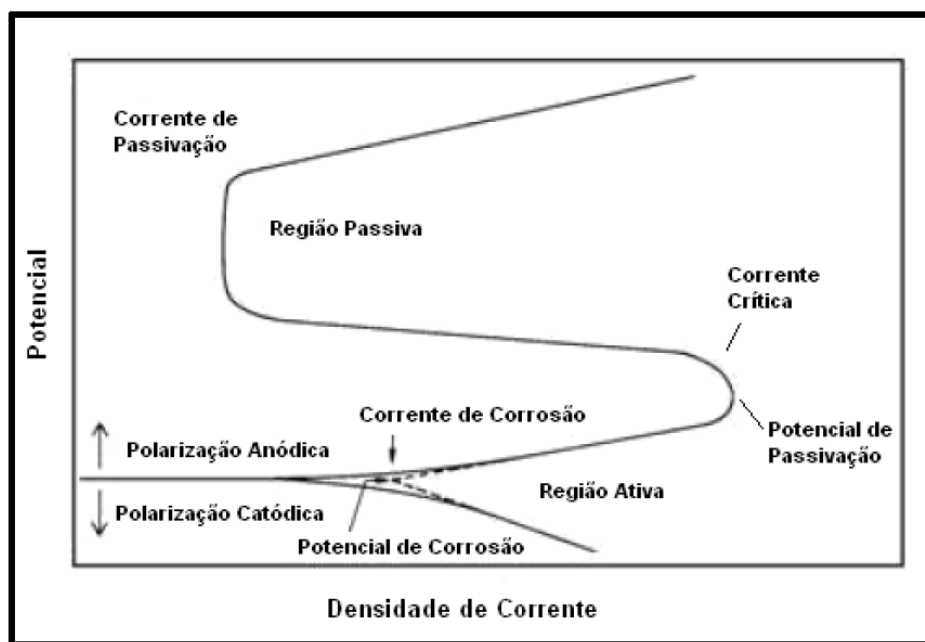 Corrente de
Passivação
Região Passiva
Corrente
Crítica
Potencial
Corrente de Corrosão
Polarização Anódica
Potencial de
Passivação
Região Ativa
Polarização Catódica
Potencial de Corrosão
Densidade de Corrente